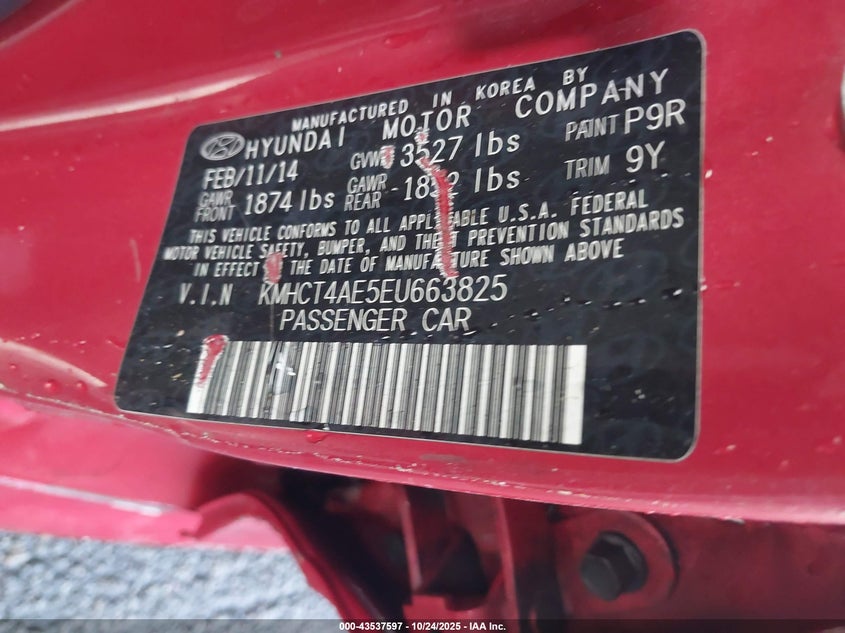 MANUFACTURED IN KOREA BY
HYUNDAI MOTOR COMPANY
FEB/11/14 GVWR 3527 lbs PAINT P9R
GAWR FRONT 1874 lbs GAWR REAR lbs TRIM 9Y
THIS VEHICLE CONFORMS TO ALL APPLICABLE U.S.A. FEDERAL
MOTOR VEHICLE SAFETY, BUMPER, AND THEFT PREVENTION STANDARDS
IN EFFECT THE DATE OF MANUFACTURE SHOWN ABOVE
V.I.N KMHCT4AE5EU663825
PASSENGER CAR
000-43537597 - 10/24/2025 - IAA Inc.